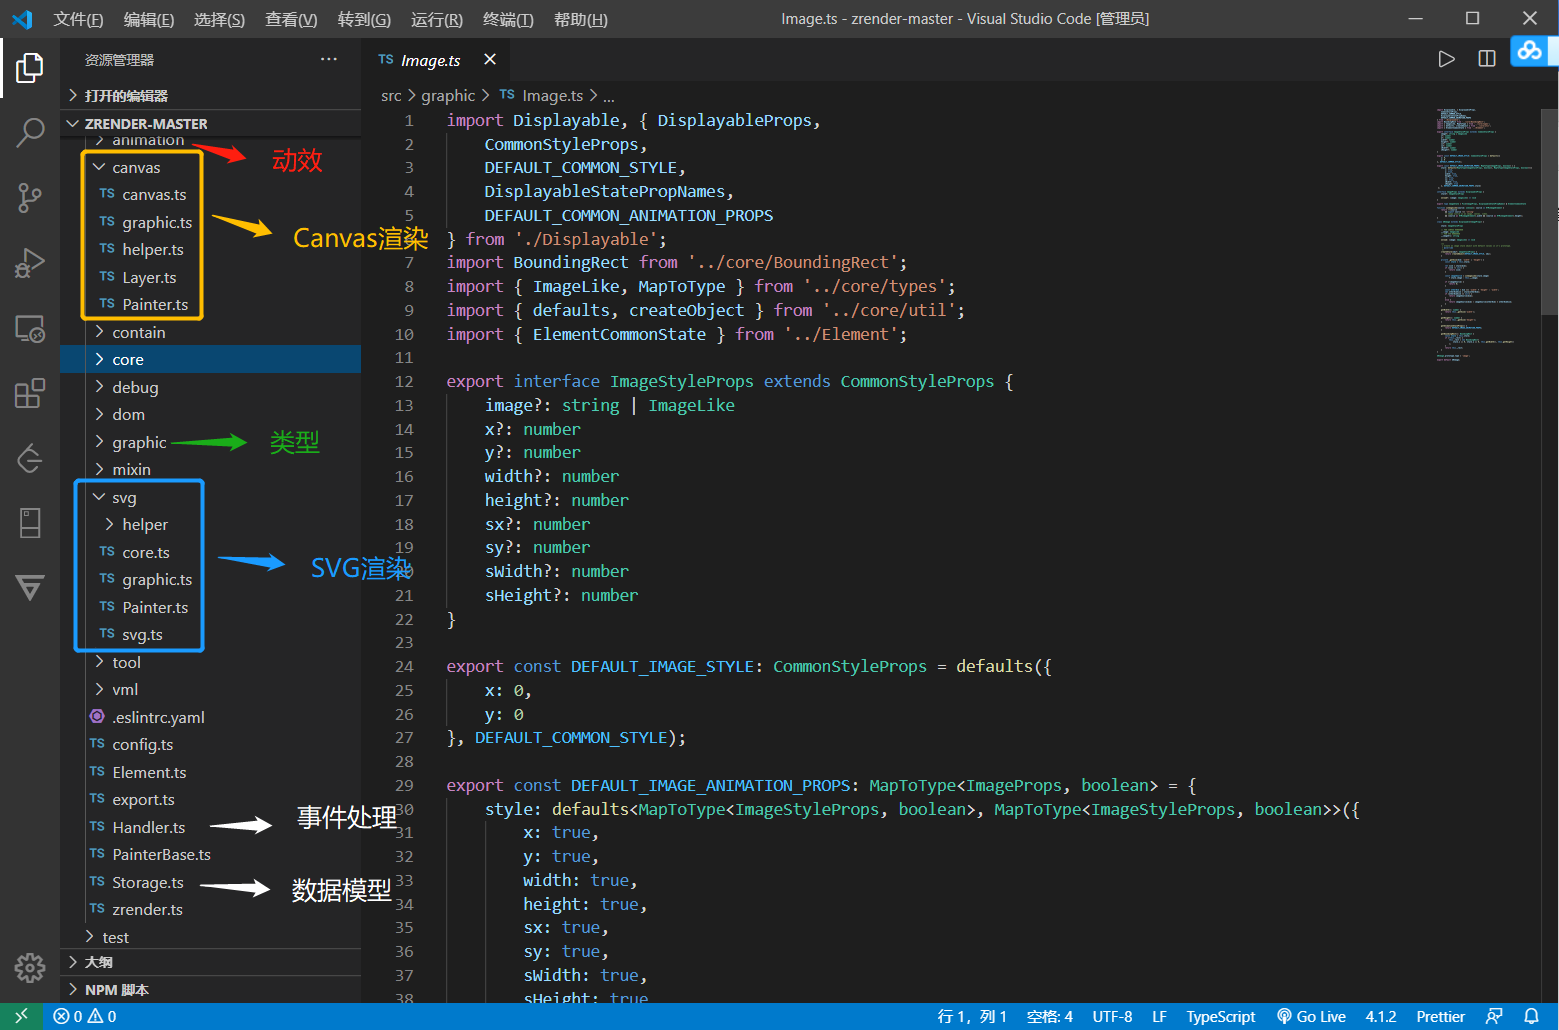 文件(F) 编辑(E) 选择(S) 查看(V) 转到(G) 运行(R) 终端(T) 帮助(H)
Image.ts - zrender-master - Visual Studio Code [管理员]
资源管理器 ···
打开的编辑器
ZRENDER-MASTER
animation
动效
canvas
TS canvas.ts
TS graphic.ts
Canvas渲染
TS helper.ts
TS Layer.ts
TS Painter.ts
contain
core
debug
dom
graphic
类型
mixin
svg
helper
TS core.ts
SVG渲染
TS graphic.ts
TS Painter.ts
TS svg.ts
tool
vml
.eslintrc.yaml
TS config.ts
TS Element.ts
TS export.ts
TS Handler.ts
事件处理
TS PainterBase.ts
TS Storage.ts
数据模型
TS zrender.ts
test
大纲
NPM 脚本
TS Image.ts
src > graphic > TS Image.ts > ...
1 import Displayable, { DisplayableProps,
2 CommonStyleProps,
3 DEFAULT_COMMON_STYLE,
4 DisplayableStatePropNames,
5 DEFAULT_COMMON_ANIMATION_PROPS
} from './Displayable';
7 import BoundingRect from '../core/BoundingRect';
8 import { ImageLike, MapToType } from '../core/types';
9 import { defaults, createObject } from '../core/util';
10 import { ElementCommonState } from '../Element';
11
12 export interface ImageStyleProps extends CommonStyleProps {
13 image?: string | ImageLike
14 x?: number
15 y?: number
16 width?: number
17 height?: number
18 sx?: number
19 sy?: number
20 sWidth?: number
21 sHeight?: number
22 }
23
24 export const DEFAULT_IMAGE_STYLE: CommonStyleProps = defaults({
25 x: 0,
26 y: 0
27 }, DEFAULT_COMMON_STYLE);
28
29 export const DEFAULT_IMAGE_ANIMATION_PROPS: MapToType<ImageProps, boolean> = {
30 style: defaults<MapToType<ImageStyleProps, boolean>, MapToType<ImageStyleProps, boolean>>({
31 x: true,
32 y: true,
33 width: true,
34 height: true,
35 sx: true,
36 sy: true,
37 sWidth: true,
38 sHeight: true
0 0
行 1，列 1 空格: 4 UTF-8 LF TypeScript Go Live 4.1.2 Prettier